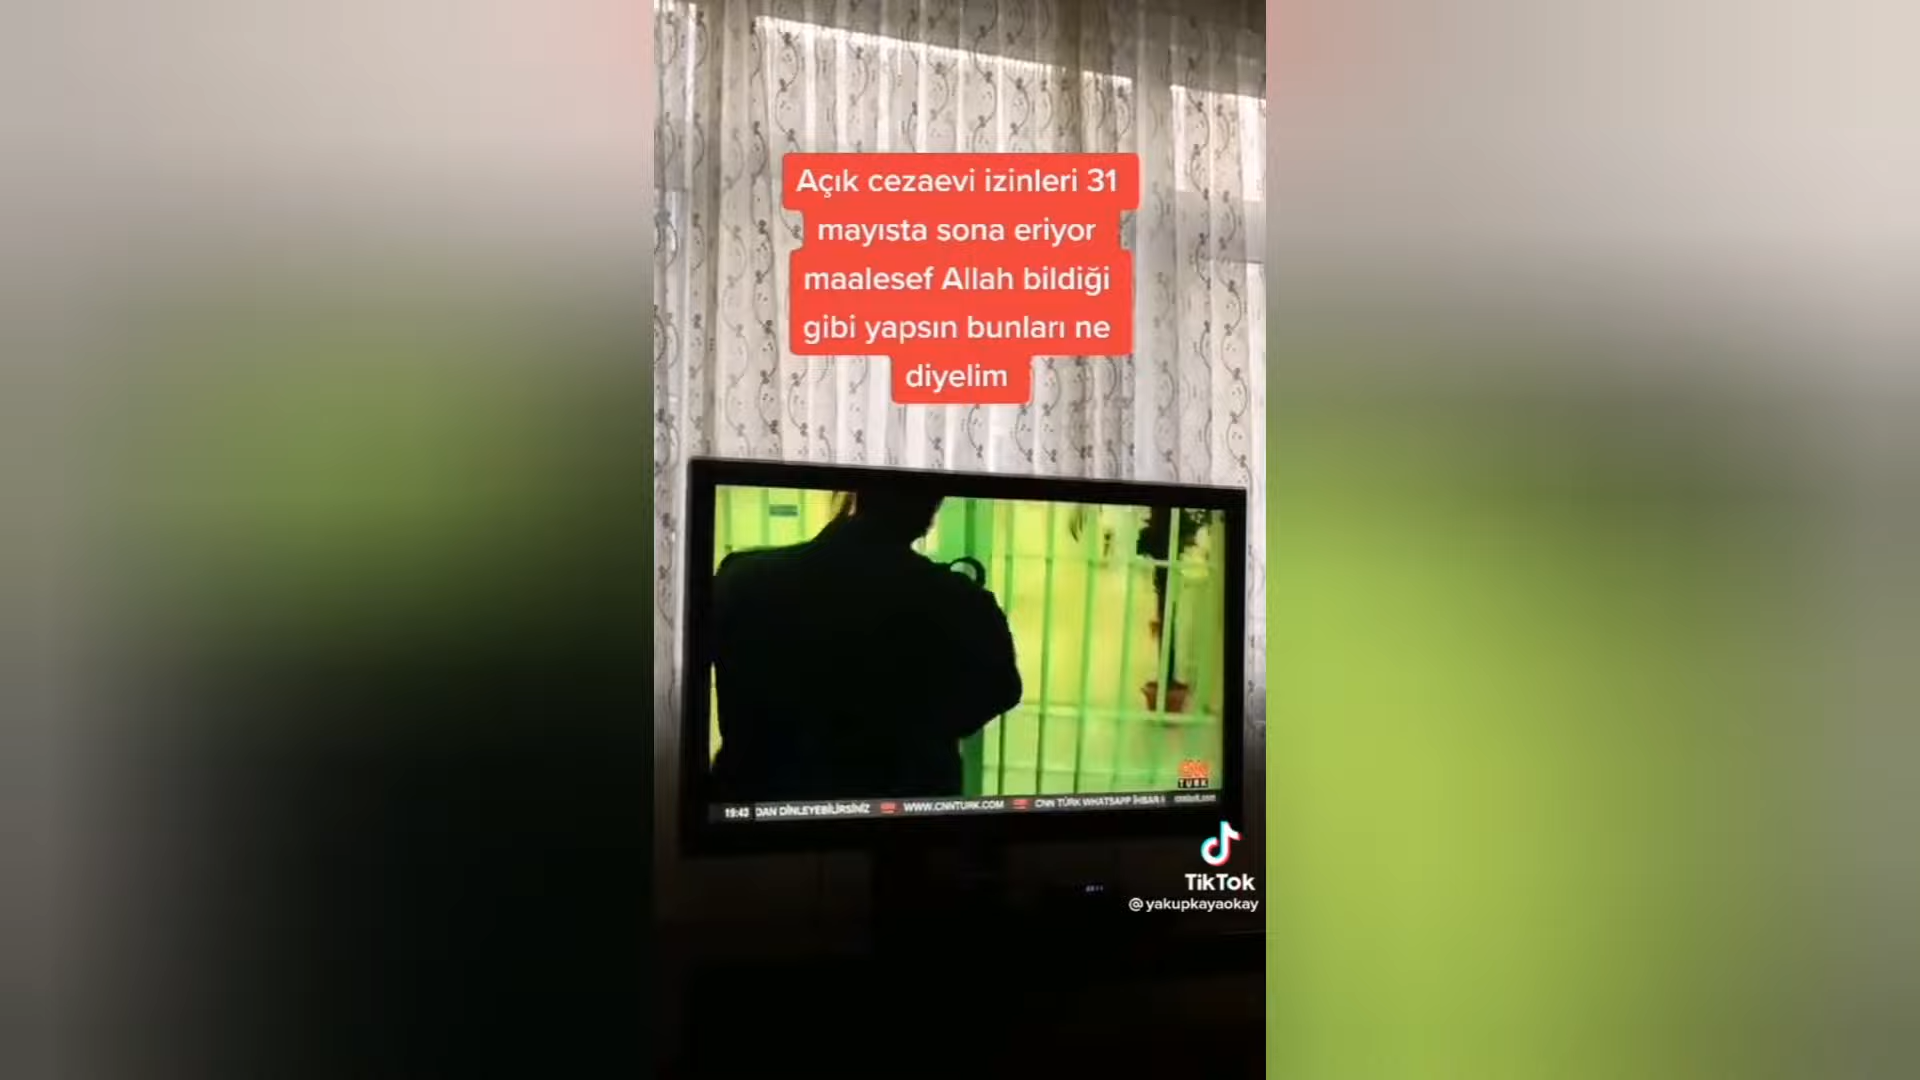 Açık cezaevi izinleri 31
mayısta sona eriyor
maalesef Allah bildiği
gibi yapsın bunları ne
diyelim
TURK
19:43 DAN DİNLEYEBİLİRSİNİZ WWW.CNNTURK.COM CNN TÜRK WHATSAPP İHBAR
TikTok
@yakupkayaokay